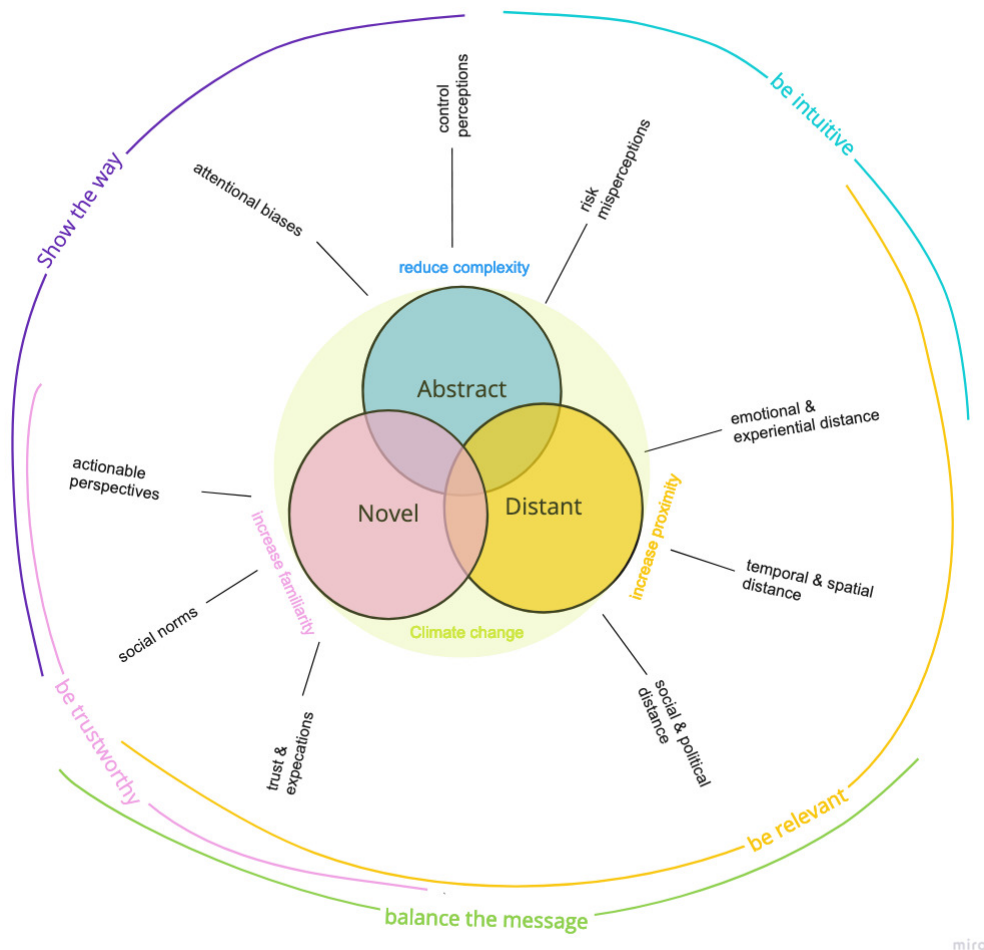 control
perceptions
be intuitive
risk
misperceptions
attentional biases
Show the way
reduce complexity
Abstract
emotional &
experiential distance
actionable
perspectives
Novel
Distant
increase proximity
increase familiarity
temporal & spatial
distance
social norms
Climate change
social & political
distance
be trustworthy
trust &
expecations
be relevant
balance the message
miro